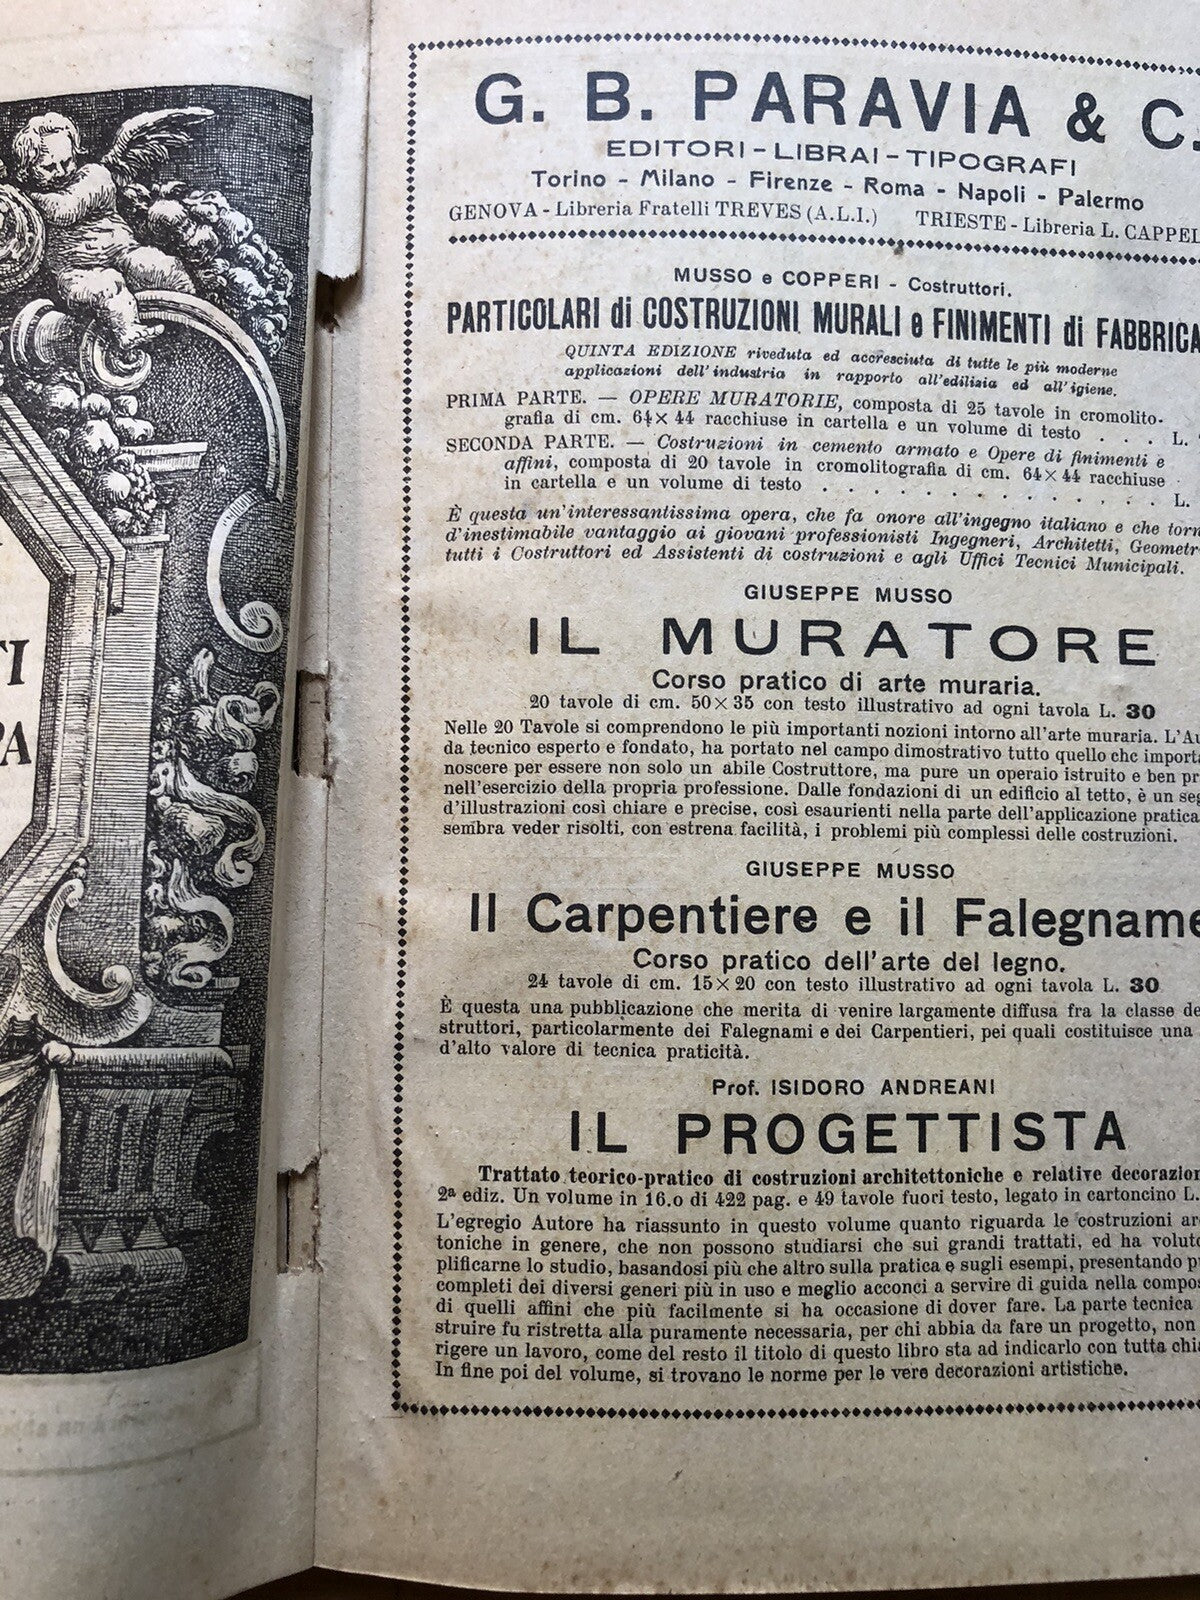 TI
PA
G. B. PARAVIA & C.
EDITORI - LIBRAI - TIPOGRAFI
Torino - Milano - Firenze - Roma - Napoli - Palermo
GENOVA - Libreria Fratelli TREVES (A.L.I.) TRIESTE - Libreria L. CAPPEL
MUSSO e COPPERI - Costruttori.
PARTICOLARI di COSTRUZIONI MURALI e FINIMENTI di FABBRICA
QUINTA EDIZIONE riveduta ed accresciuta di tutte le più moderne
applicazioni dell'industria in rapporto all'edilizia ed all'igiene.
PRIMA PARTE. — OPERE MURATORIE, composta di 25 tavole in cromolito-
grafia di cm. 64×44 racchiuse in cartella e un volume di testo . . . L.
SECONDA PARTE. — Costruzioni in cemento armato e Opere di finimenti e
affini, composta di 20 tavole in cromolitografia di cm. 64×44 racchiuse
in cartella e un volume di testo . . . . . . . . . . . . . L.
È questa un'interessantissima opera, che fa onore all'ingegno italiano e che torn
d'inestimabile vantaggio ai giovani professionisti Ingegneri, Architetti, Geometr
tutti i Costruttori ed Assistenti di costruzioni e agli Uffici Tecnici Municipali.
GIUSEPPE MUSSO
IL MURATORE
Corso pratico di arte muraria.
20 tavole di cm. 50×35 con testo illustrativo ad ogni tavola L. 30
Nelle 20 Tavole si comprendono le più importanti nozioni intorno all'arte muraria. L'Au
da tecnico esperto e fondato, ha portato nel campo dimostrativo tutto quello che importa
noscere per essere non solo un abile Costruttore, ma pure un operaio istruito e ben pr
nell'esercizio della propria professione. Dalle fondazioni di un edificio al tetto, è un seg
d'illustrazioni così chiare e precise, così esaurienti nella parte dell'applicazione pratica
sembra veder risolti, con estrena facilità, i problemi più complessi delle costruzioni.
GIUSEPPE MUSSO
Il Carpentiere e il Falegname
Corso pratico dell'arte del legno.
24 tavole di cm. 15×20 con testo illustrativo ad ogni tavola L. 30
È questa una pubblicazione che merita di venire largamente diffusa fra la classe de
struttori, particolarmente dei Falegnami e dei Carpentieri, pei quali costituisce una
d'alto valore di tecnica praticità.
Prof. ISIDORO ANDREANI
IL PROGETTISTA
Trattato teorico-pratico di costruzioni architettoniche e relative decorazion
2ª ediz. Un volume in 16.o di 422 pag. e 49 tavole fuori testo, legato in cartoncino L.
L'egregio Autore ha riassunto in questo volume quanto riguarda le costruzioni ar
toniche in genere, che non possono studiarsi che sui grandi trattati, ed ha voluto
plificarne lo studio, basandosi più che altro sulla pratica e sugli esempi, presentando p
completi dei diversi generi più in uso e meglio acconci a servire di guida nella compos
di quelli affini che più facilmente si ha occasione di dover fare. La parte tecnica
struire fu ristretta alla puramente necessaria, per chi abbia da fare un progetto, non
rigere un lavoro, come del resto il titolo di questo libro sta ad indicarlo con tutta chia
In fine poi del volume, si trovano le norme per le vere decorazioni artistiche.